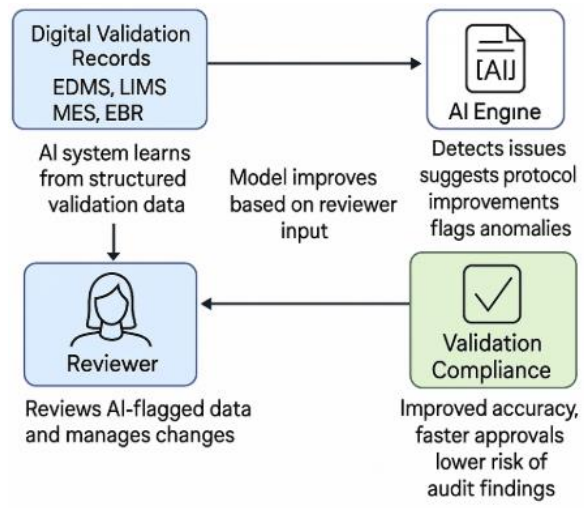 Digital Validation
Records
EDMS, LIMS
MES, EBR
[AI]
AI Engine
AI system learns
from structured
validation data
Model improves
based on reviewer
input
Detects issues
suggests protocol
improvements
flags anomalies
Reviewer
Validation
Compliance
Reviews AI-flagged data
and manages changes
Improved accuracy,
faster approvals
lower risk of
audit findings